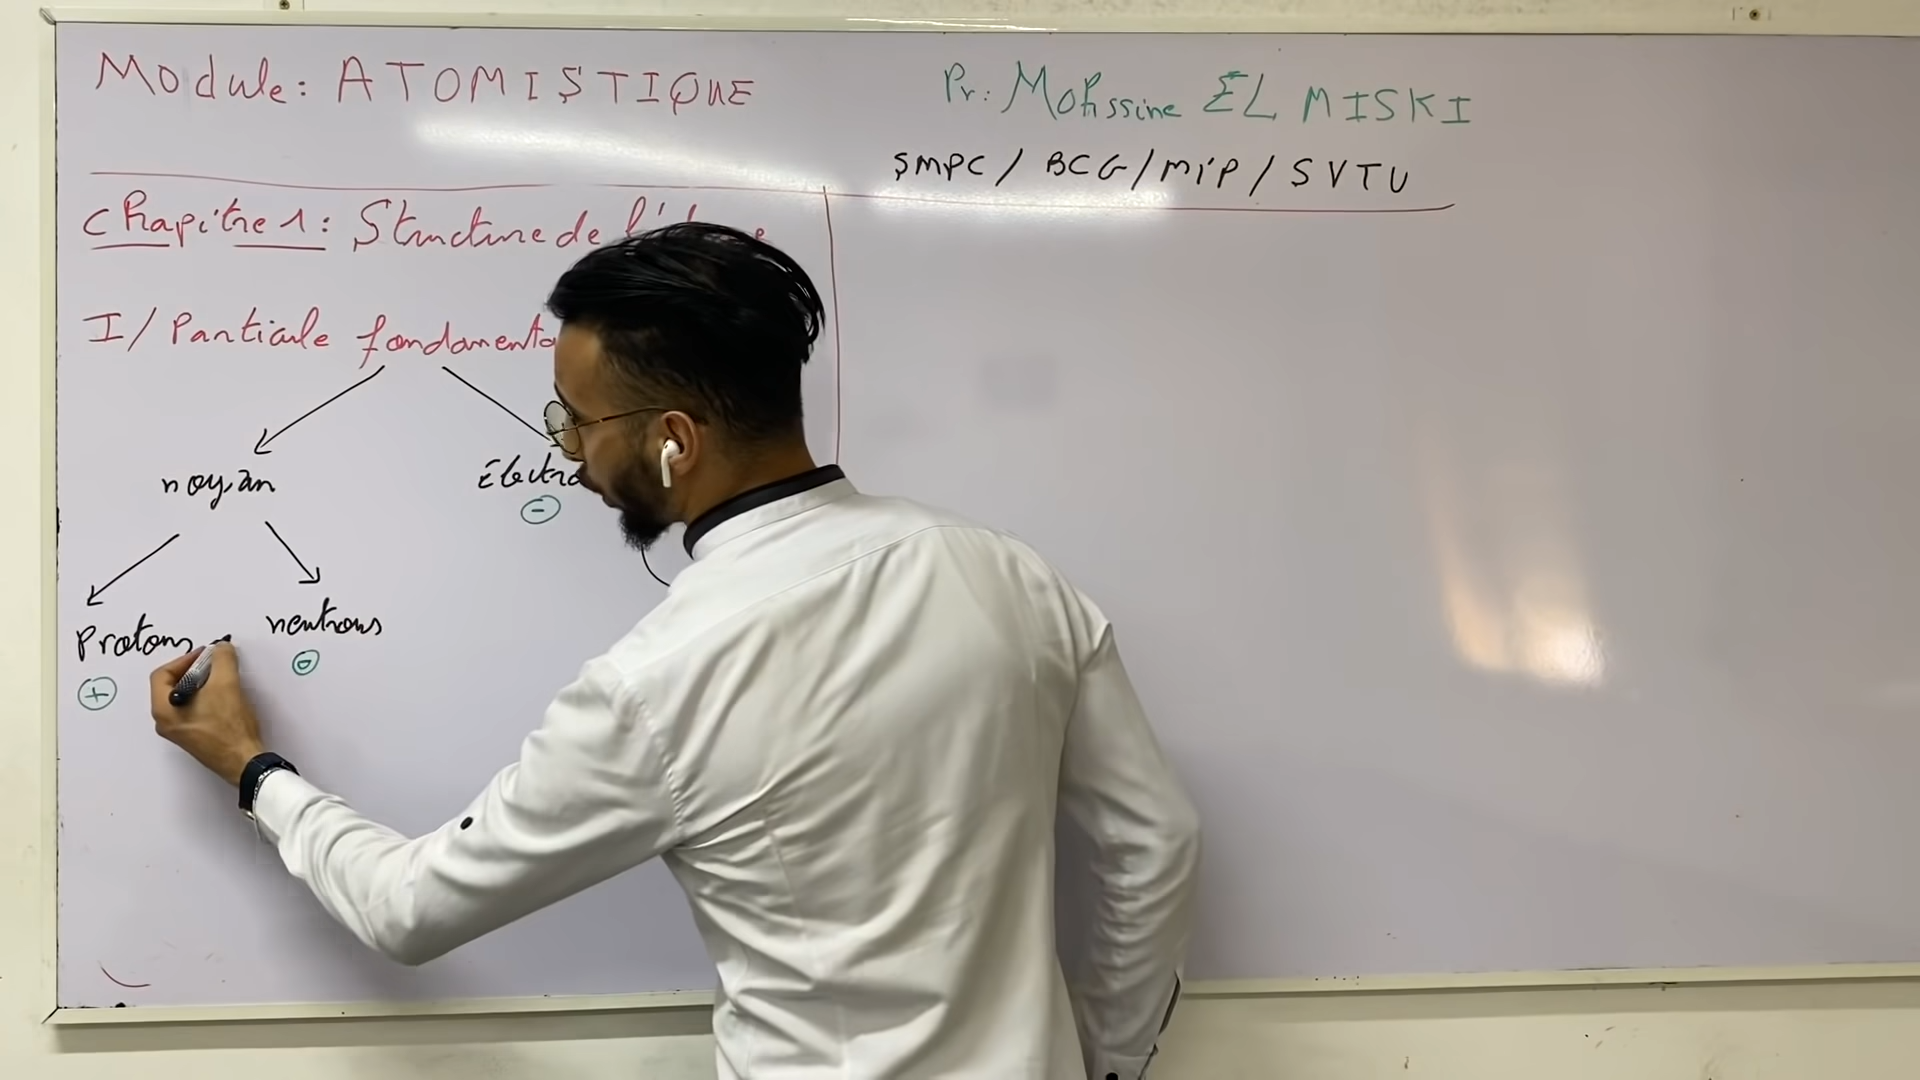 Module: ATOMISTIQUE
Pr: Mohssine EL MISKI
SMPC / BCG / MIP / SVTU
Chapitre 1: Structure de
I/ Particule fondamenta
noyau
Électro
-
Protons
neutrons
+
0